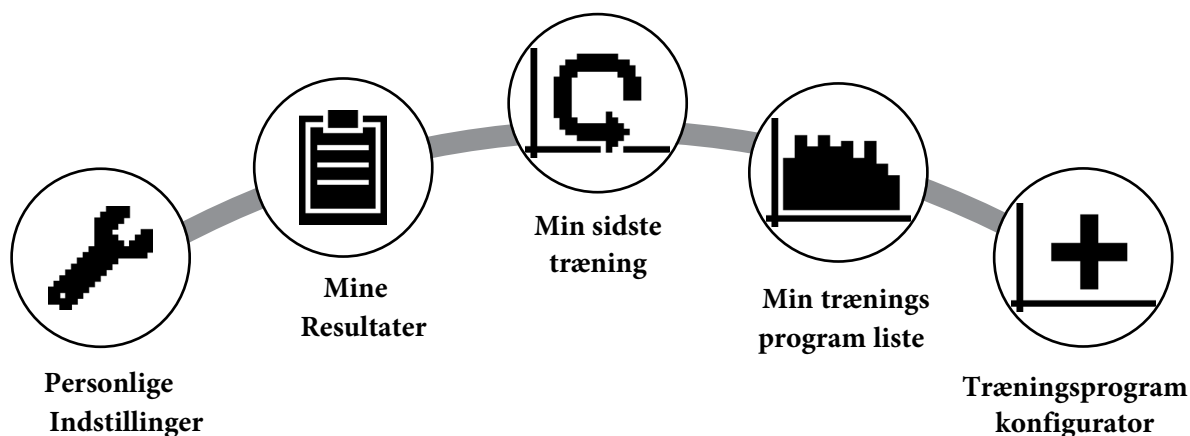 Personlige
Indstillinger
Mine
Resultater
Min sidste
træning
Min trænings
program liste
Træningsprogram
konfigurator